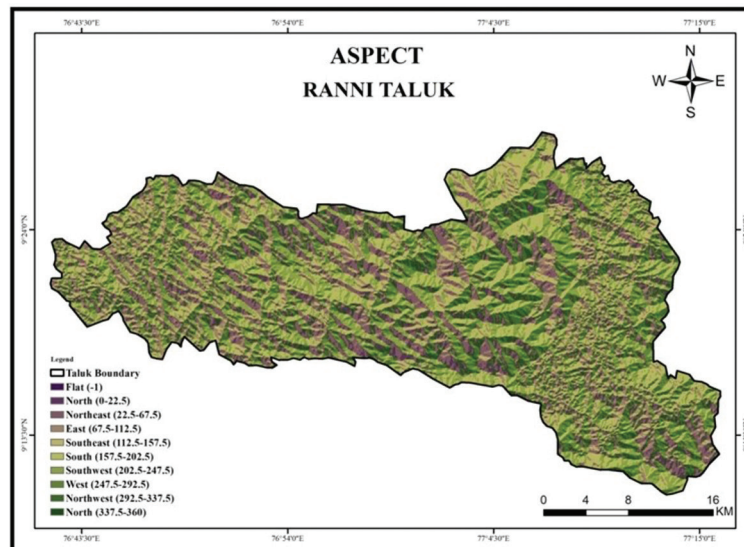 76°43'30"E 76°54'0"E 77°4'30"E 77°15'0"E
ASPECT
RANNI TALUK
N
W E
S
9°24'0"N
9°13'30"N
Legend
Taluk Boundary
Flat (-1)
North (0-22.5)
Northeast (22.5-67.5)
East (67.5-112.5)
Southeast (112.5-157.5)
South (157.5-202.5)
Southwest (202.5-247.5)
West (247.5-292.5)
Northwest (292.5-337.5)
North (337.5-360)
0 4 8 16
KM
76°43'30"E 76°54'0"E 77°4'30"E 77°15'0"E